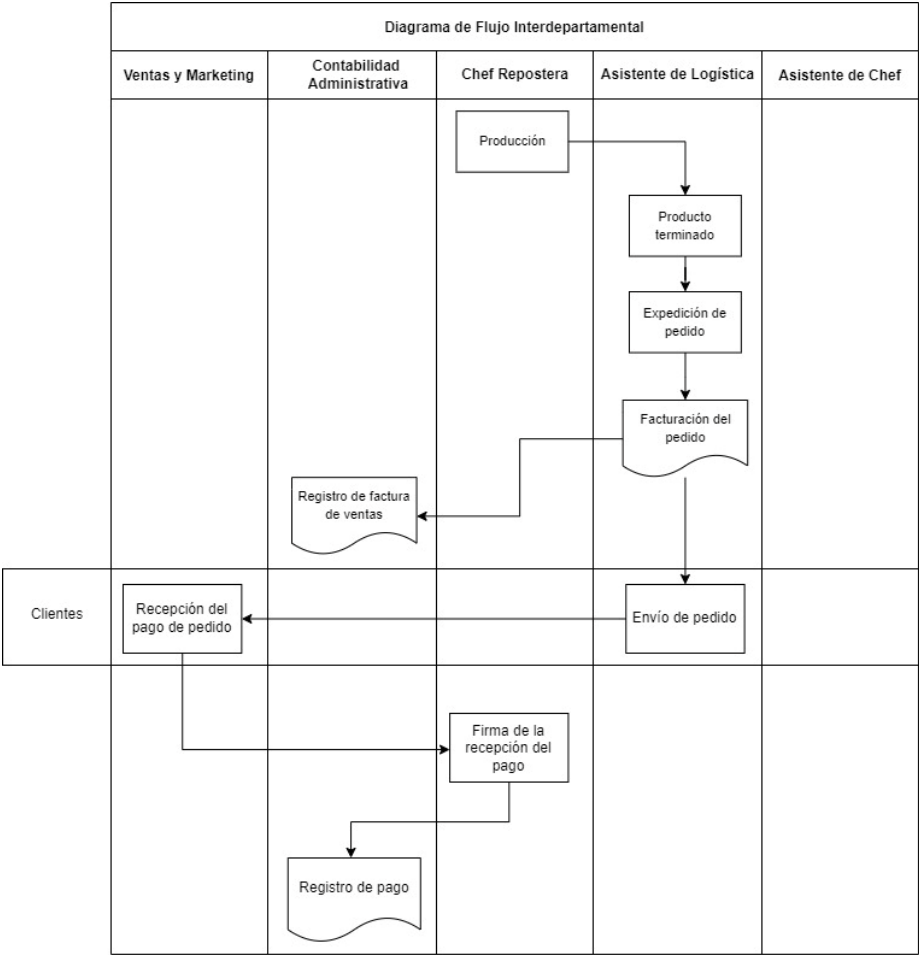 Diagrama de Flujo Interdepartamental
Ventas y Marketing
Contabilidad
Administrativa
Chef Repostera
Asistente de Logística
Asistente de Chef
Producción
Producto
terminado
Expedición de
pedido
Facturación del
pedido
Registro de factura
de ventas
Clientes
Recepción del
pago de pedido
Envío de pedido
Firma de la
recepción del
pago
Registro de pago